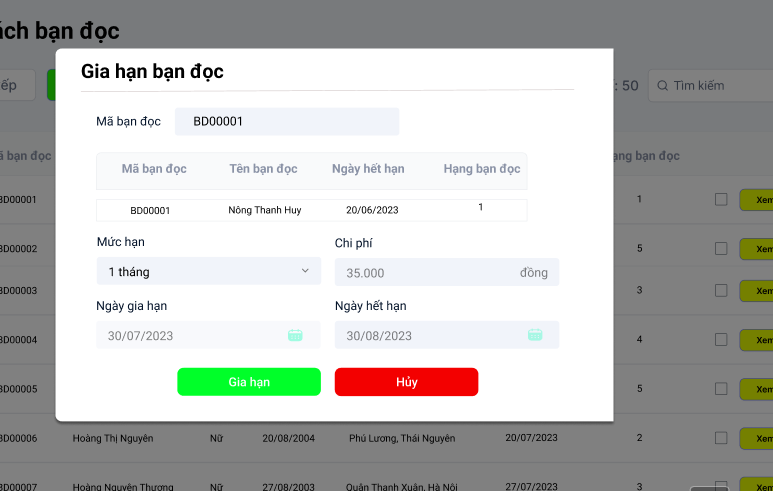 ách bạn đọc
ếp
: 50
Tìm kiếm
Gia hạn bạn đọc
Mã bạn đọc BD00001
Mã bạn đọc Tên bạn đọc Ngày hết hạn Hạng bạn đọc
BD00001 Nông Thanh Huy 20/06/2023 1
Mức hạn Chi phí
1 tháng 35.000 đồng
Ngày gia hạn Ngày hết hạn
30/07/2023 30/08/2023
Gia hạn Hủy
ã bạn đọc ạng bạn đọc
BD00001 1 Xem
BD00002 5 Xem
BD00003 3 Xem
BD00004 4 Xem
BD00005 5 Xem
BD00006 Hoàng Thị Nguyên Nữ 20/08/2004 Phú Lương, Thái Nguyên 20/07/2023 2 Xem
BD00007 Hoàng Nguyên Thương Nữ 27/08/2003 Quận Thanh Xuân, Hà Nội 27/07/2023 3 Xem